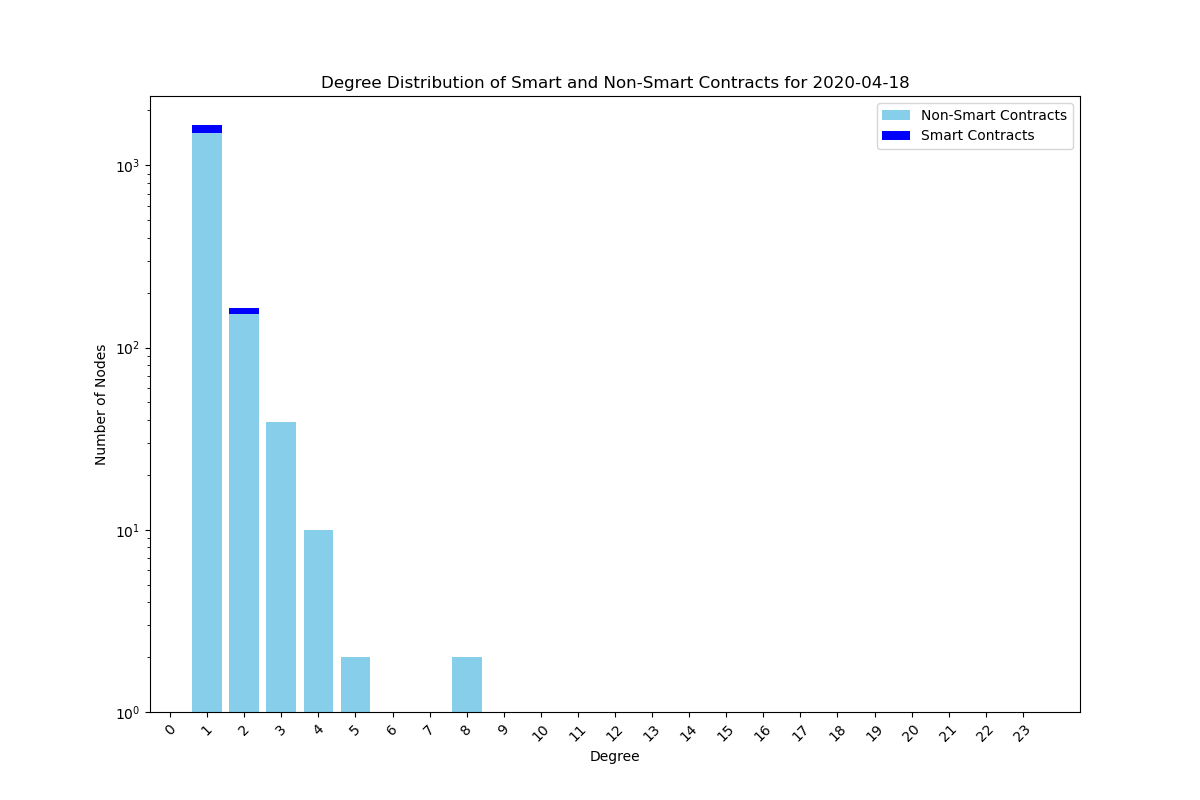 Degree Distribution of Smart and Non-Smart Contracts for 2020-04-18
Non-Smart Contracts
Smart Contracts
Number of Nodes
10³
10²
10¹
10⁰
0 1 2 3 4 5 6 7 8 9 10 11 12 13 14 15 16 17 18 19 20 21 22 23
Degree